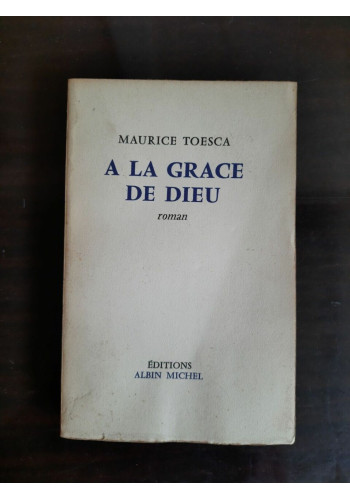 MAURICE TOESCA
A LA GRACE
DE DIEU
roman
ÉDITIONS
ALBIN MICHEL